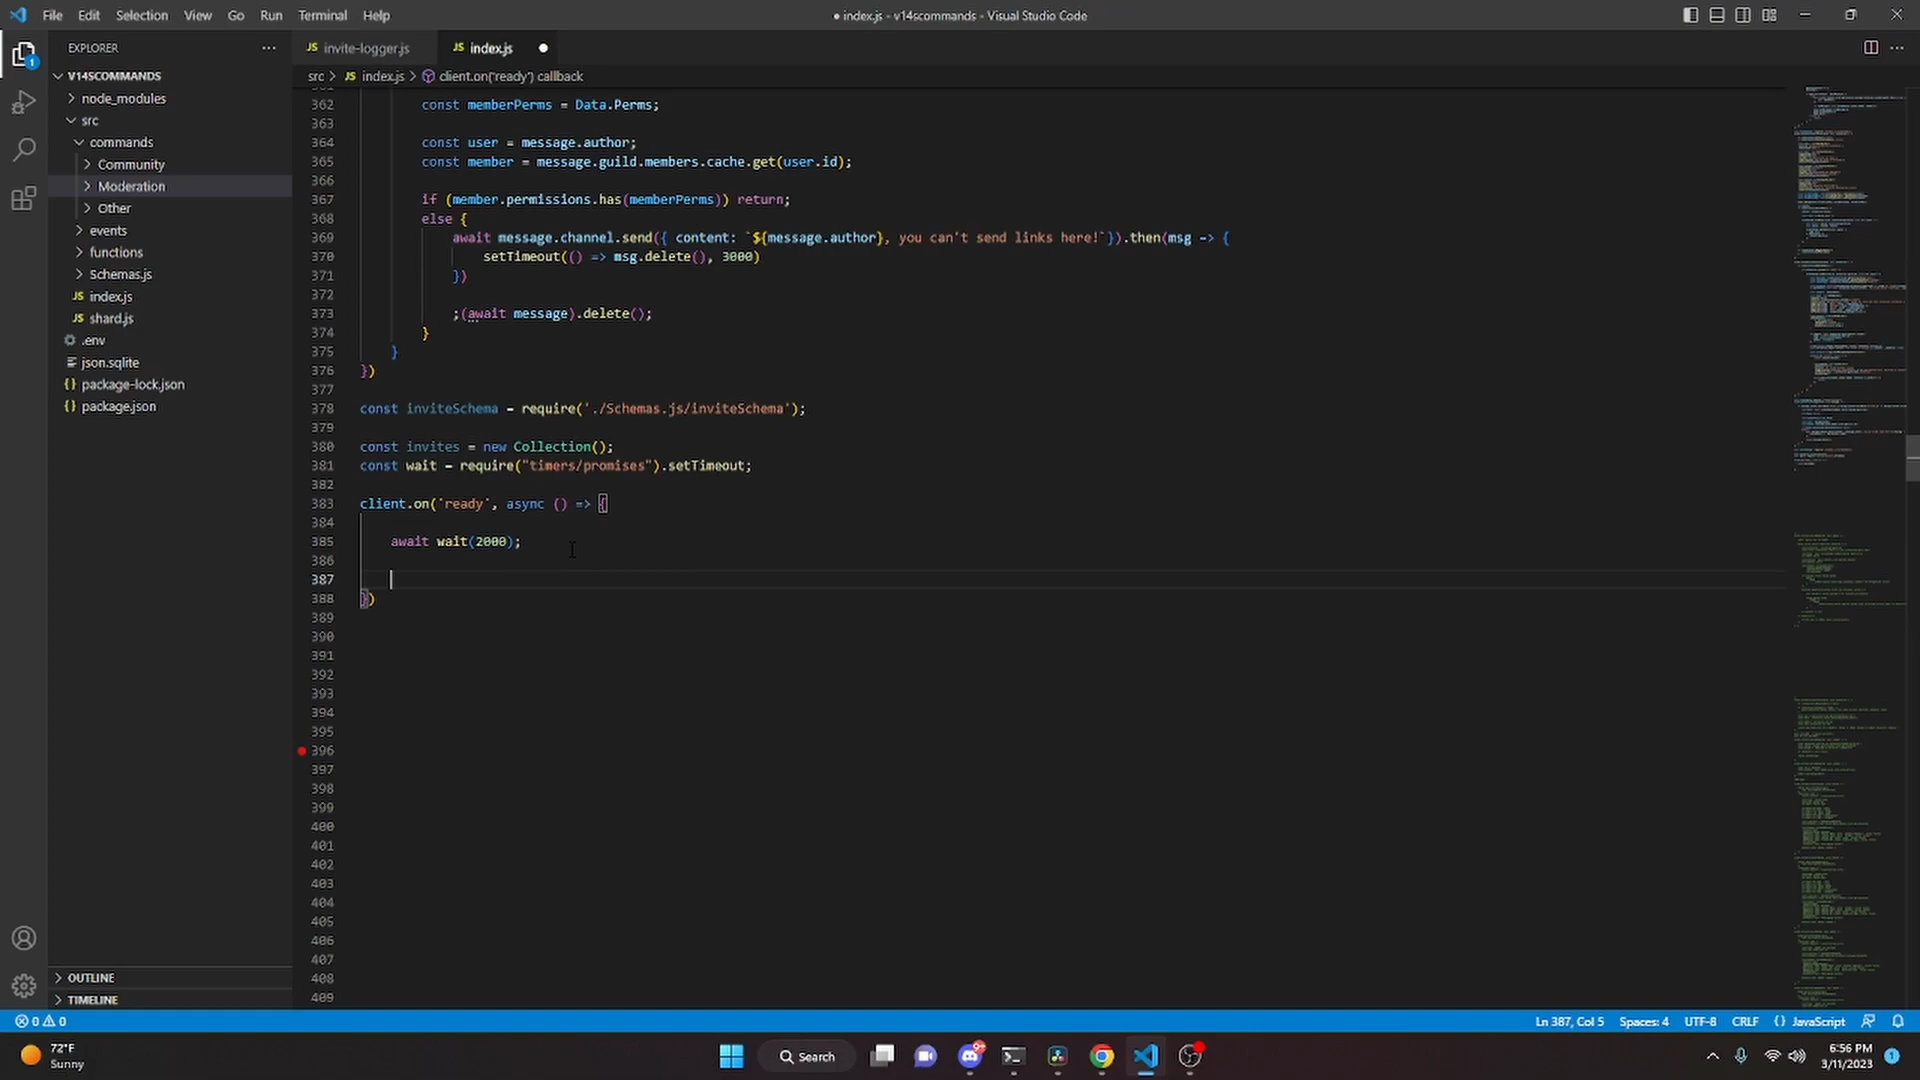 File Edit Selection View Go Run Terminal Help
● index.js - v14scommands - Visual Studio Code
EXPLORER
V14SCOMMANDS
node_modules
src
commands
Community
Moderation
Other
events
functions
Schemas.js
JS index.js
JS shard.js
.env
json.sqlite
{} package-lock.json
{} package.json
OUTLINE
TIMELINE
JS invite-logger.js
JS index.js ●
src > JS index.js > client.on('ready') callback
362 const memberPerms = Data.Perms;
363
364 const user = message.author;
365 const member = message.guild.members.cache.get(user.id);
366
367 if (member.permissions.has(memberPerms)) return;
368 else {
369 await message.channel.send({ content: `${message.author}, you can't send links here!`}).then(msg => {
370 setTimeout(() => msg.delete(), 3000)
371 })
372
373 ;(await message).delete();
374 }
375 }
376 })
377
378 const inviteSchema = require('./Schemas.js/inviteSchema');
379
380 const invites = new Collection();
381 const wait = require("timers/promises").setTimeout;
382
383 client.on(`ready`, async () => {
384
385 await wait(2000);
386
387
388 })
389
390
391
392
393
394
395
396
397
398
399
400
401
402
403
404
405
406
407
408
409
0 0
Ln 387, Col 5 Spaces: 4 UTF-8 CRLF {} JavaScript
72°F
Sunny
Search
9+
6:56 PM
3/11/2023
1